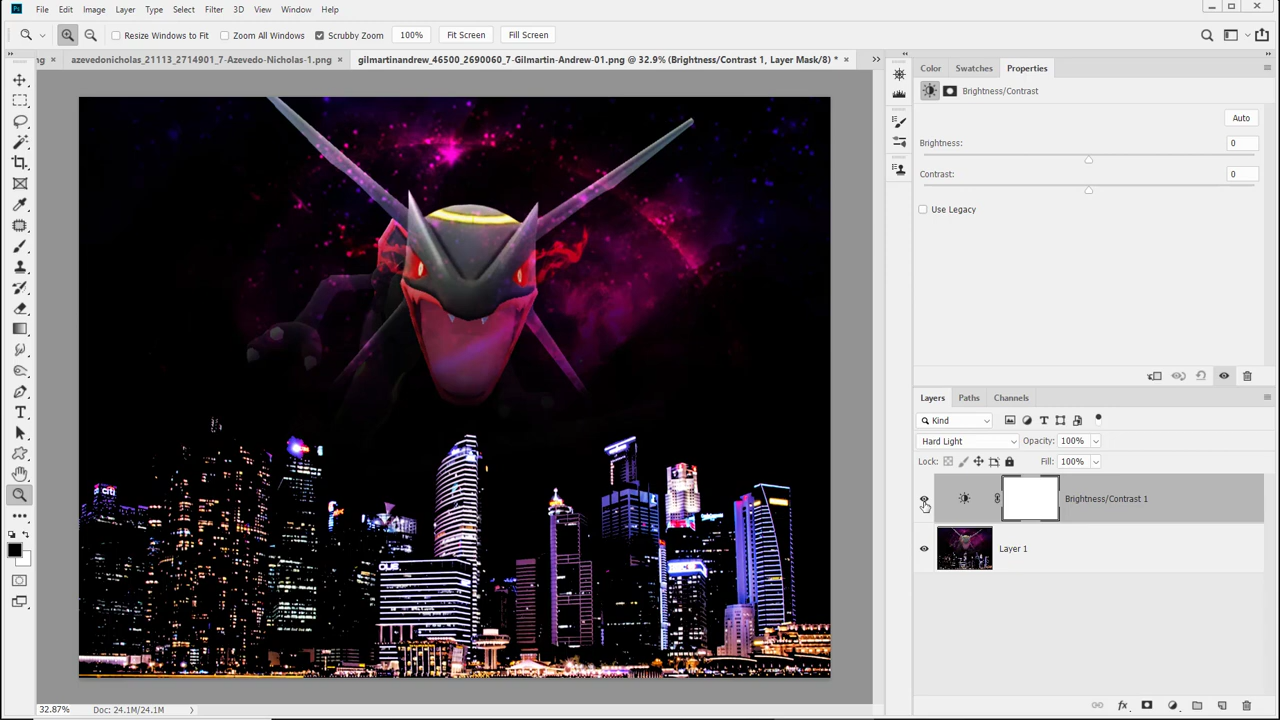 Ps File Edit Image Layer Type Select Filter 3D View Window Help
Resize Windows to Fit Zoom All Windows Scrubby Zoom 100% Fit Screen Fill Screen
ng × azevedonicholas_21113_2714901_7-Azevedo-Nicholas-1.png × gilmartinandrew_46500_2690060_7-Gilmartin-Andrew-01.png @ 32.9% (Brightness/Contrast 1, Layer Mask/8) * ×
Color Swatches Properties
Brightness/Contrast
Auto
Brightness: 0
Contrast: 0
Use Legacy
Layers Paths Channels
Kind
Hard Light Opacity: 100%
Lock: Fill: 100%
Brightness/Contrast 1
Layer 1
citi
OUE
32.87% Doc: 24.1M/24.1M